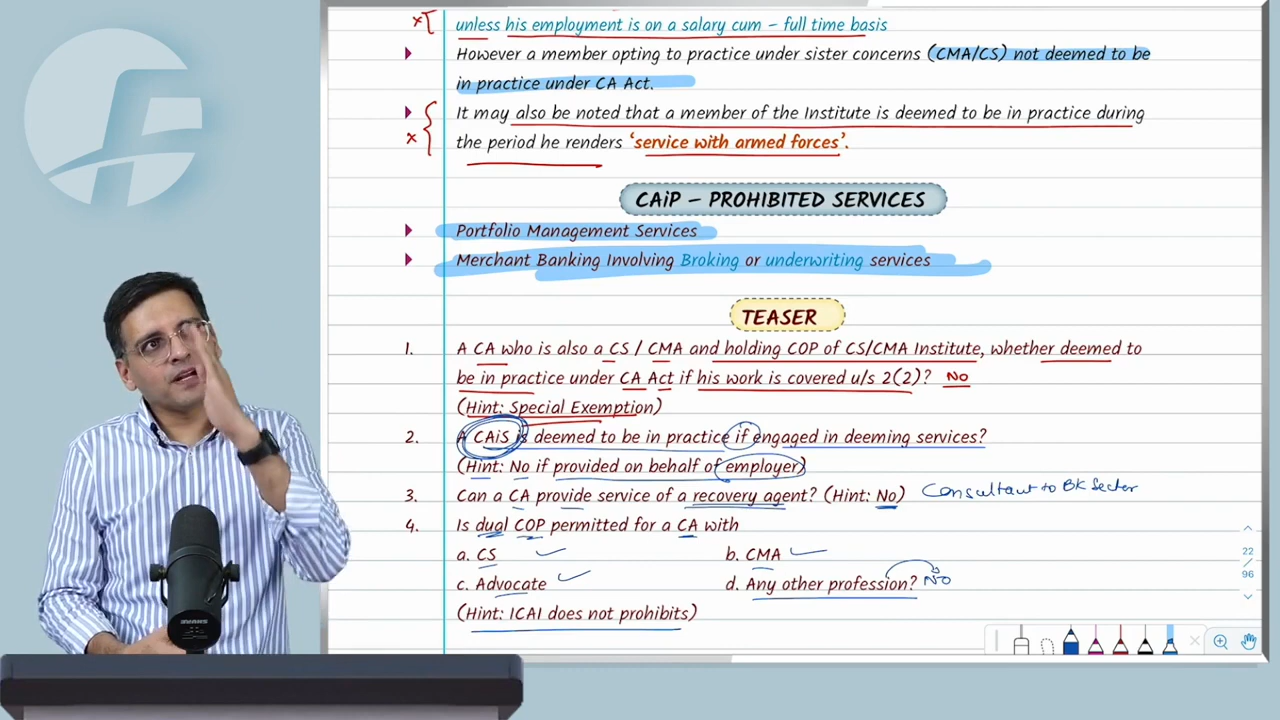 unless his employment is on a salary cum – full time basis
However a member opting to practice under sister concerns (CMA/CS) not deemed to be
in practice under CA Act.
It may also be noted that a member of the Institute is deemed to be in practice during
the period he renders ‘service with armed forces’.
CAiP – PROHIBITED SERVICES
Portfolio Management Services
Merchant Banking Involving Broking or underwriting services
TEASER
1. A CA who is also a CS / CMA and holding COP of CS/CMA Institute, whether deemed to
be in practice under CA Act if his work is covered u/s 2(2)? No
(Hint: Special Exemption)
2. A CAiS is deemed to be in practice if engaged in deeming services?
(Hint: No if provided on behalf of employer)
3. Can a CA provide service of a recovery agent? (Hint: No) Consultant to BK Sector
4. Is dual COP permitted for a CA with
a. CS b. CMA
c. Advocate d. Any other profession? No
(Hint: ICAI does not prohibits)
22
96